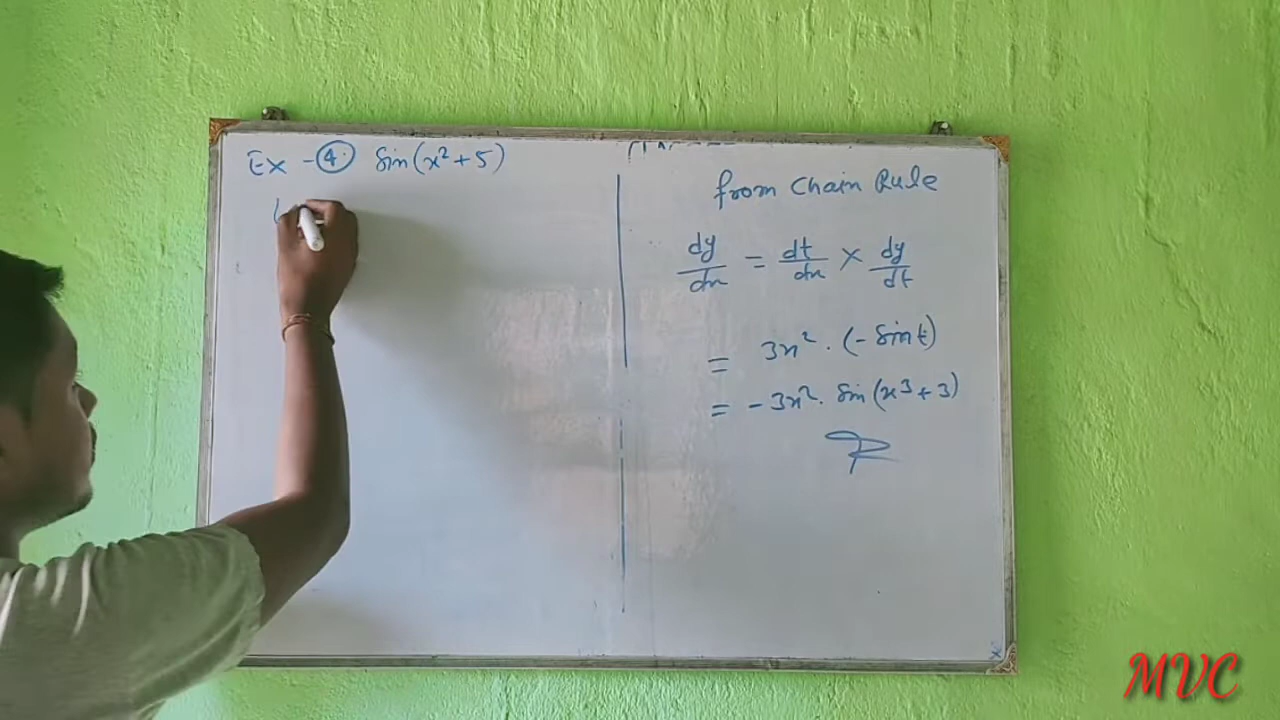 Ex - ④. Sin(x² + 5)
from Chain Rule
dy/dx = dt/dx × dy/dt
= 3x² . (- Sin t)
= - 3x² . Sin(x³ + 3)
MVC